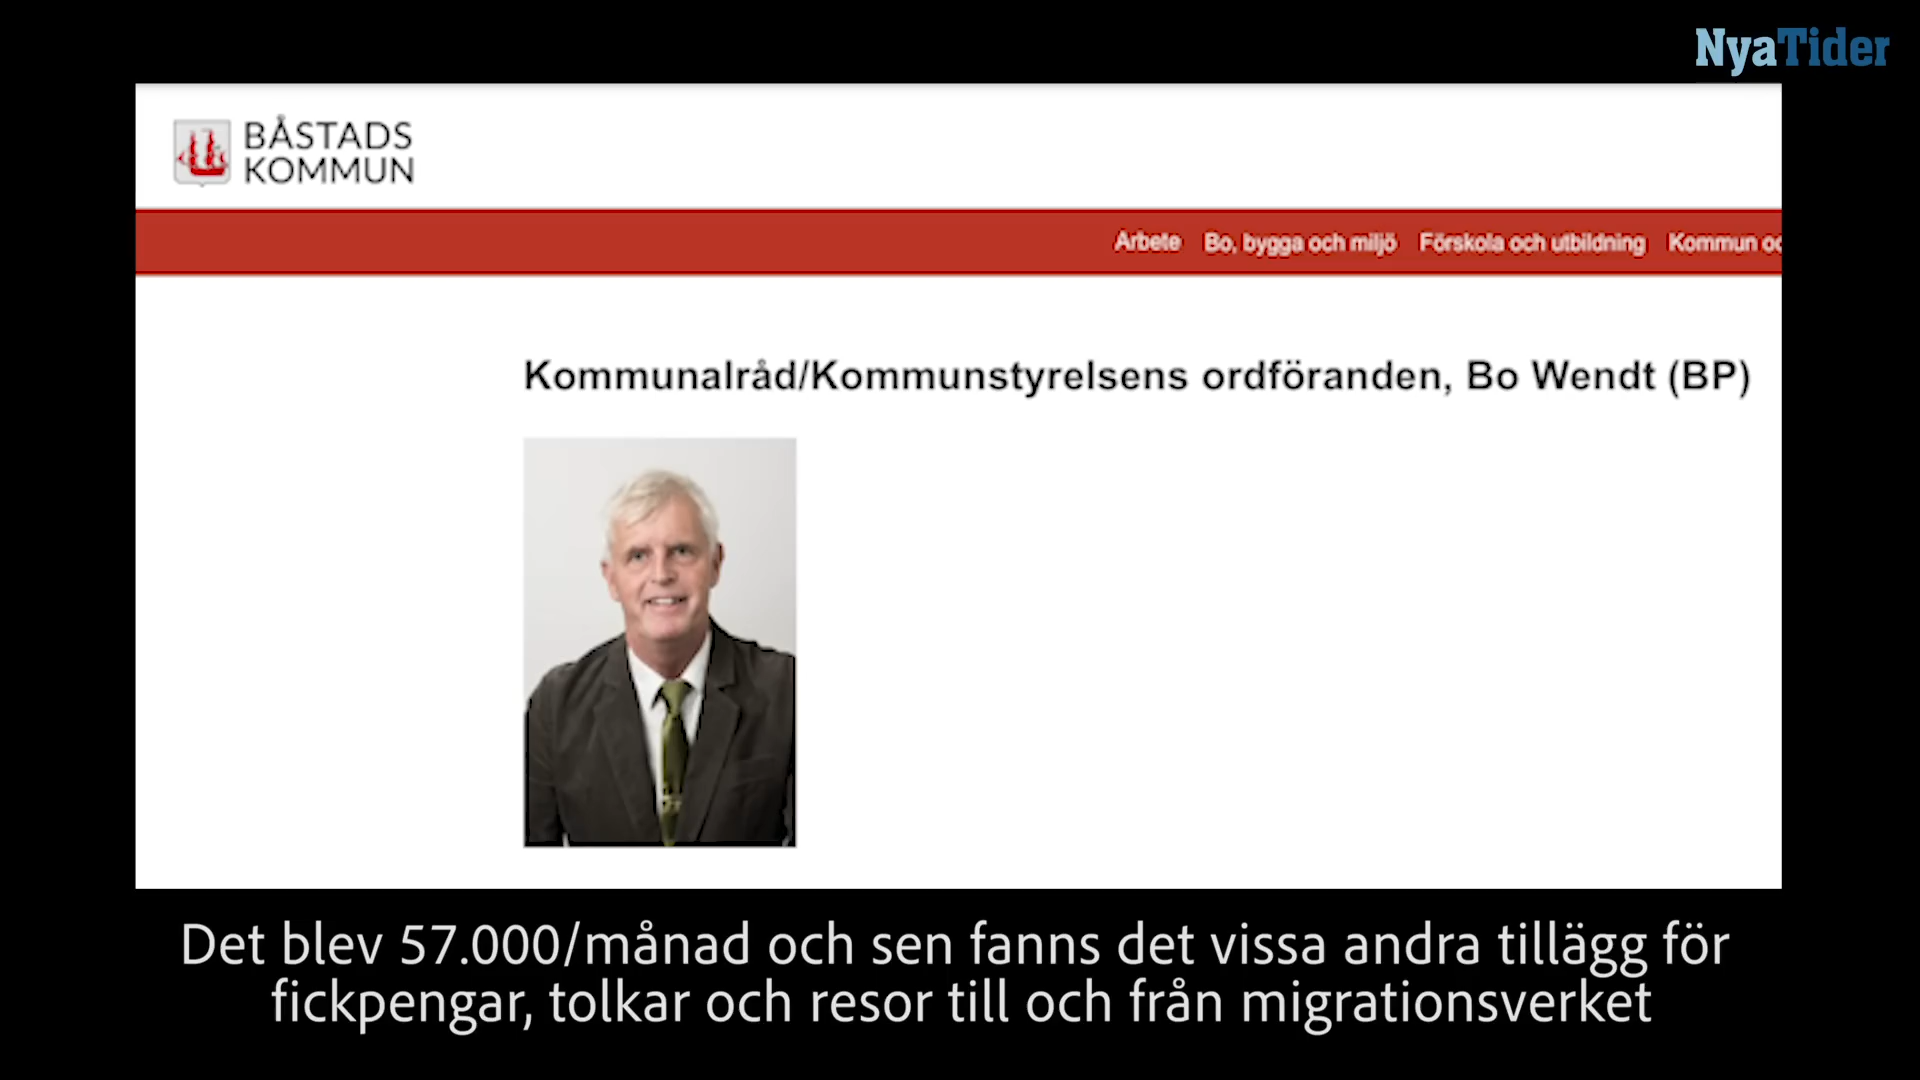 NyaTider
BÅSTADS
KOMMUN
Arbete Bo, bygga och miljö Förskola och utbildning Kommun oc
Kommunalråd/Kommunstyrelsens ordföranden, Bo Wendt (BP)
Det blev 57.000/månad och sen fanns det vissa andra tillägg för
fickpengar, tolkar och resor till och från migrationsverket